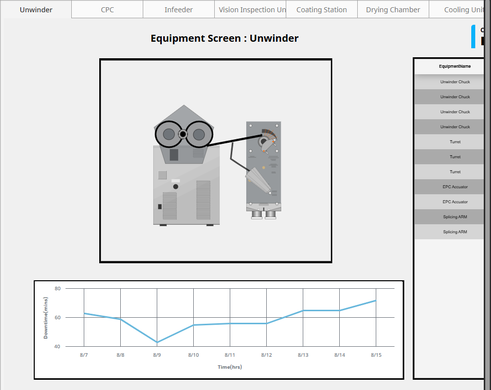 Unwinder
CPC
Infeeder
Vision Inspection Un
Coating Station
Drying Chamber
Cooling Unit
Equipment Screen : Unwinder
EquipmentName
Unwinder Chuck
Unwinder Chuck
Unwinder Chuck
Unwinder Chuck
Turret
Turret
Turret
EPC Actuator
EPC Actuator
Splicing ARM
Splicing ARM
Downtime(mins)
80
60
40
8/7
8/8
8/9
8/10
8/11
8/12
8/13
8/14
8/15
Time(hrs)